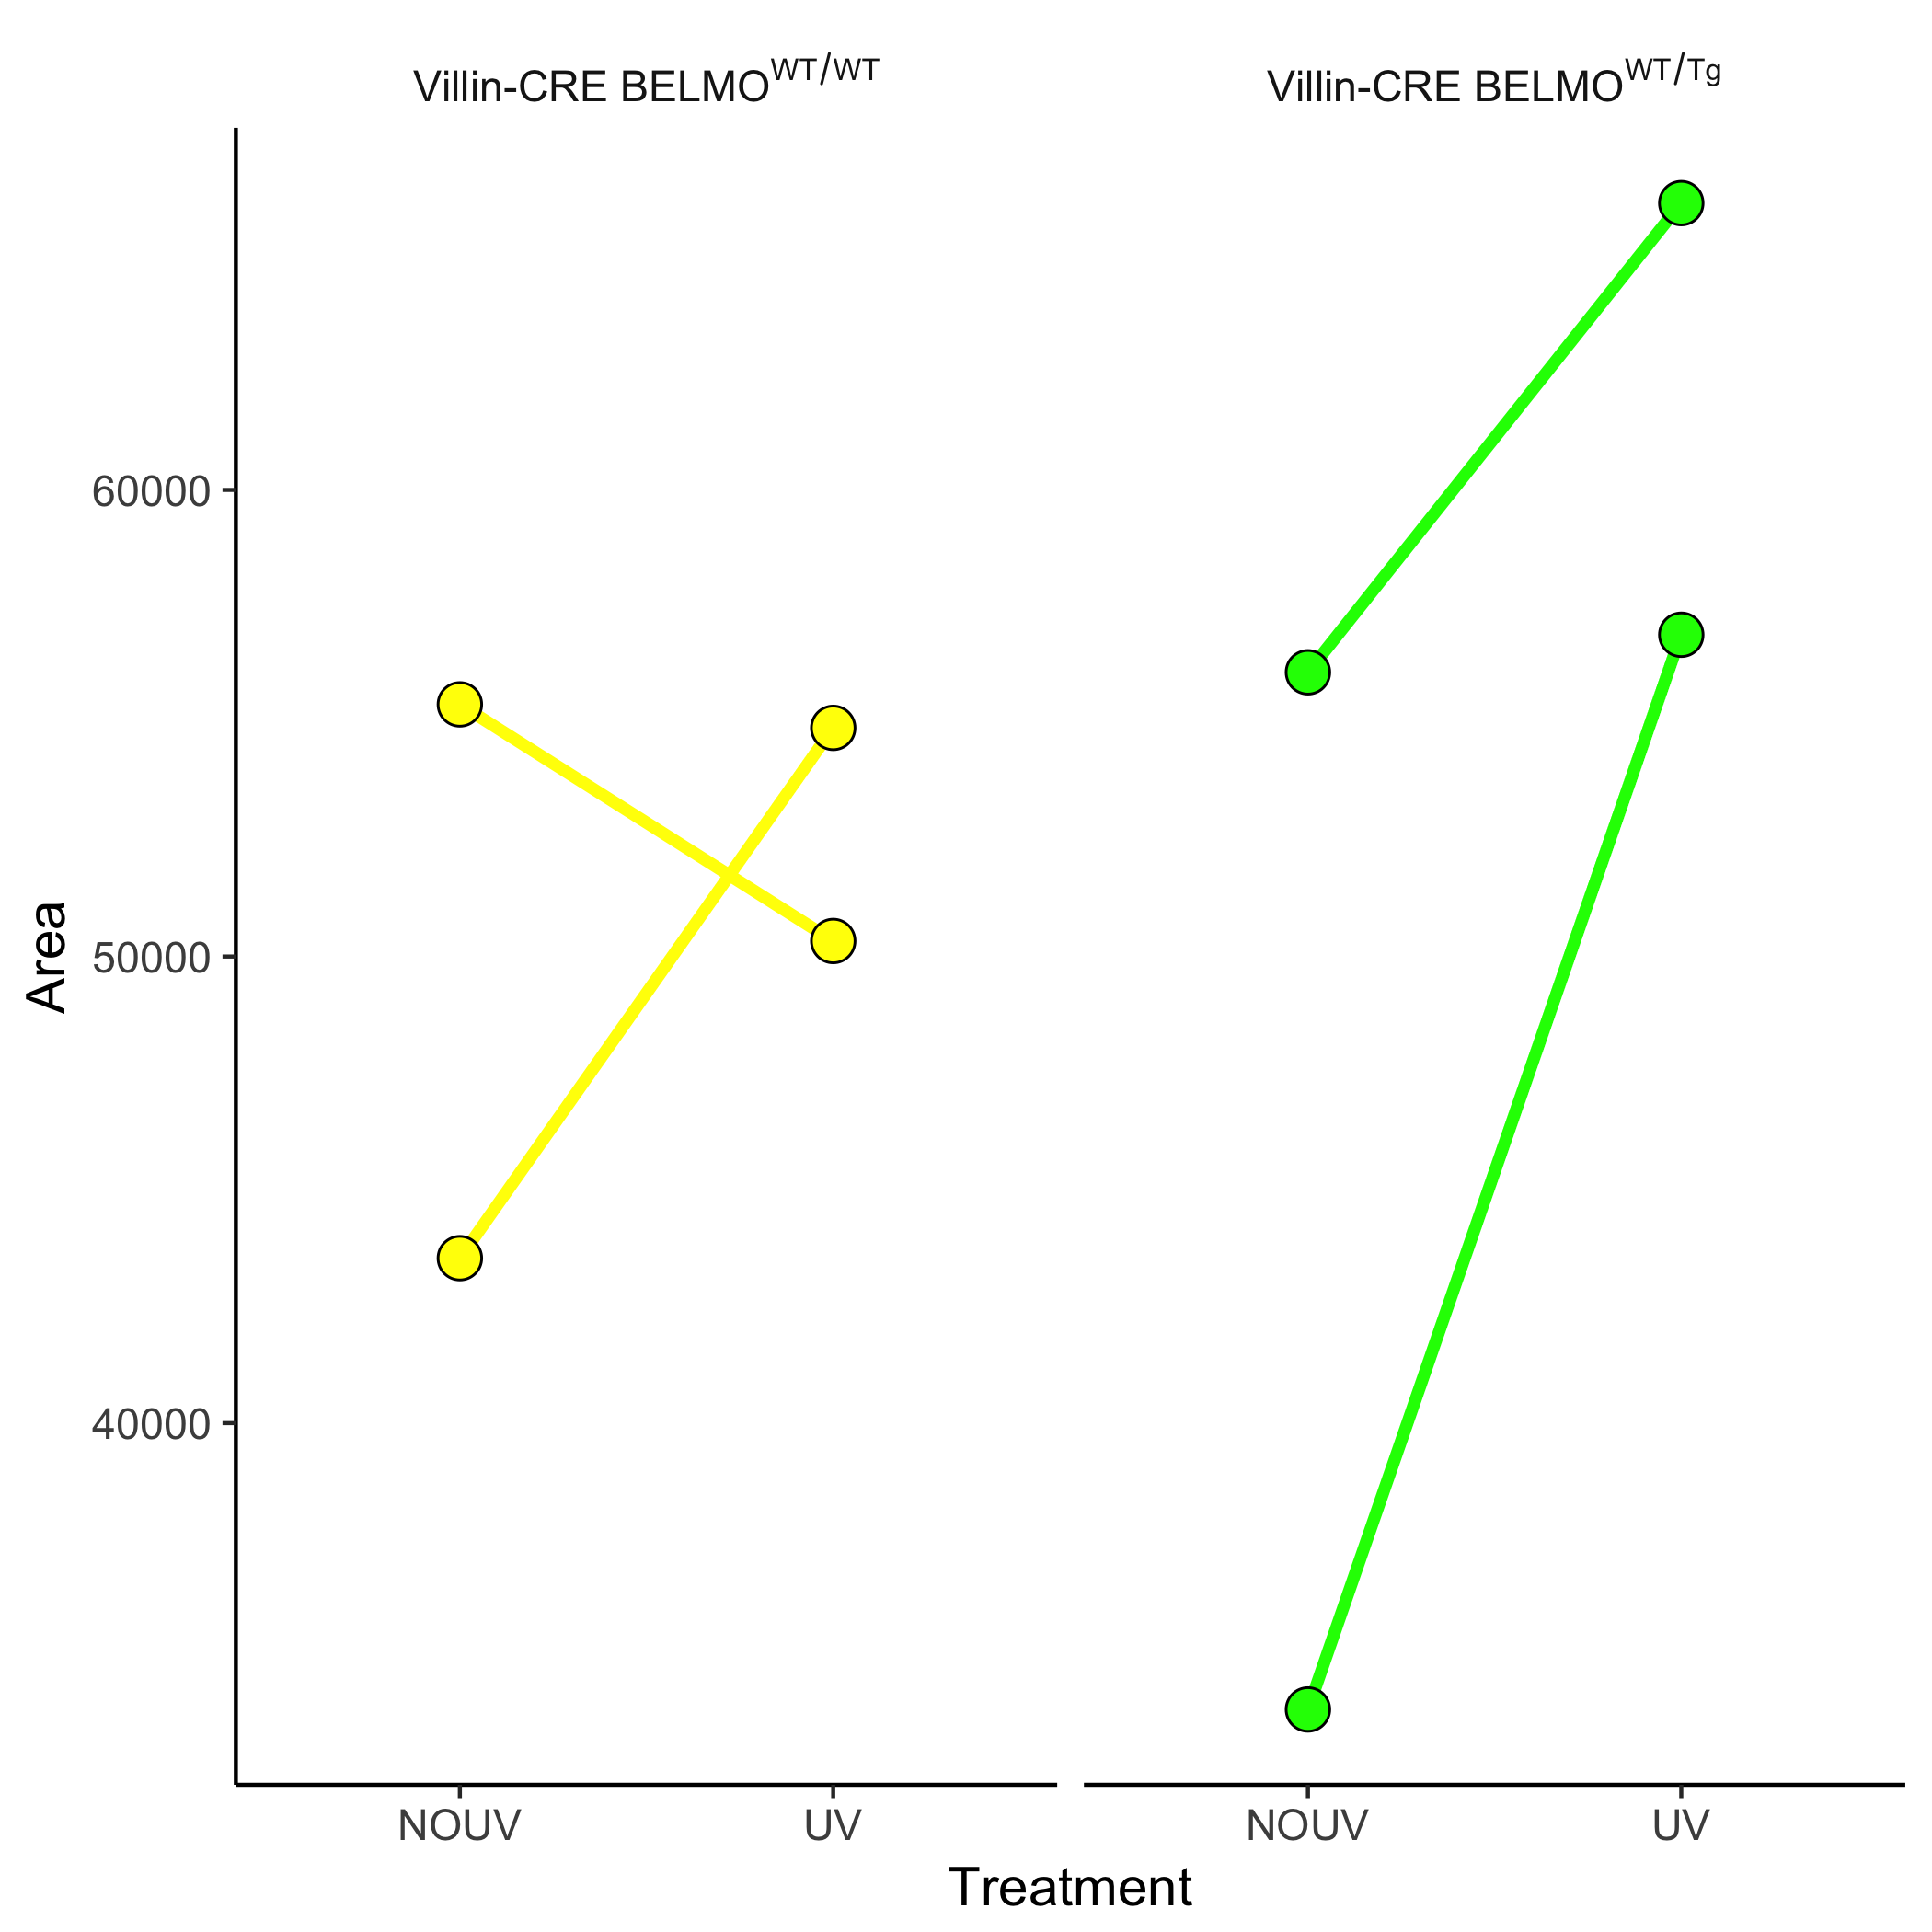 Villin-CRE BELMO^WT/WT Villin-CRE BELMO^WT/Tg
60000
50000
40000
Area
NOUV UV NOUV UV
Treatment